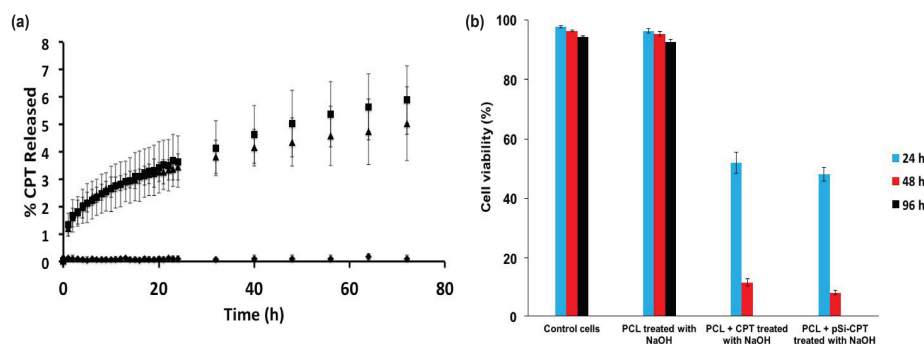 (a)
8
7
6
5
4
3
2
1
0
% CPT Released
0
20
40
60
80
Time (h)
(b)
100
80
60
40
20
0
Cell viability (%)
24 h
48 h
96 h
Control cells
PCL treated with
NaOH
PCL + CPT treated
with NaOH
PCL + pSi-CPT
treated with NaOH